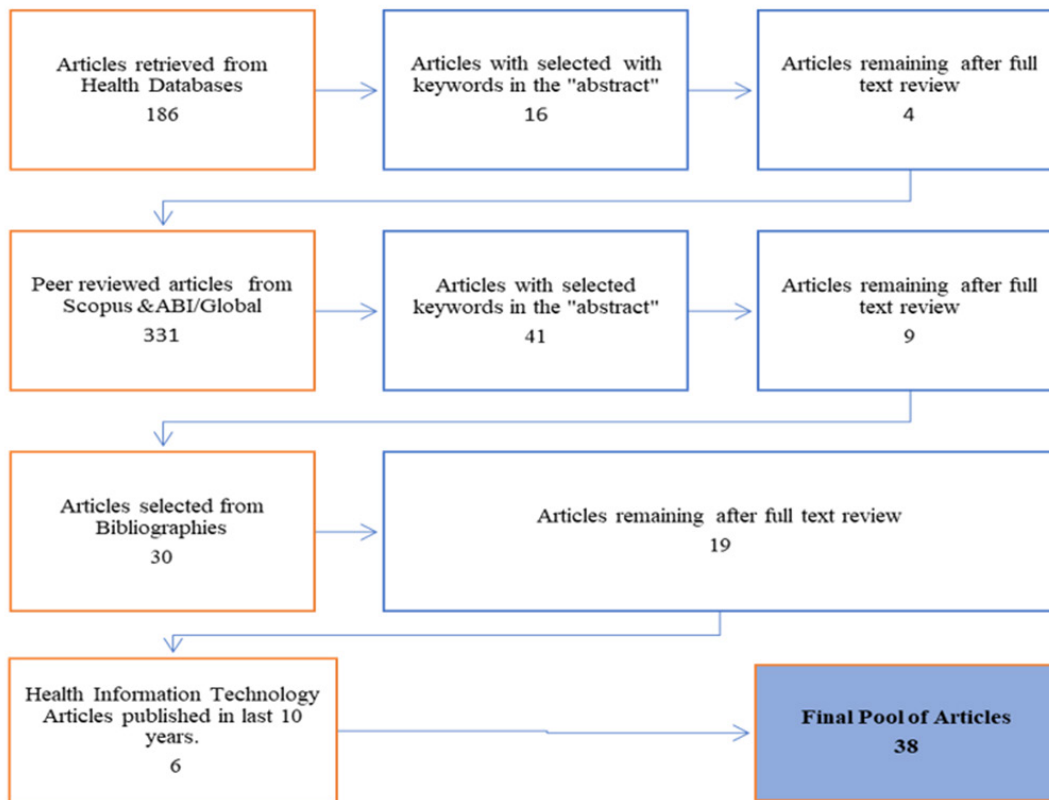 Articles retrieved from
Health Databases
186
Articles with selected with
keywords in the "abstract"
16
Articles remaining after full
text review
4
Peer reviewed articles from
Scopus &ABI/Global
331
Articles with selected
keywords in the "abstract"
41
Articles remaining after full
text review
9
Articles selected from
Bibliographies
30
Articles remaining after full text review
19
Health Information Technology
Articles published in last 10
years.
6
Final Pool of Articles
38